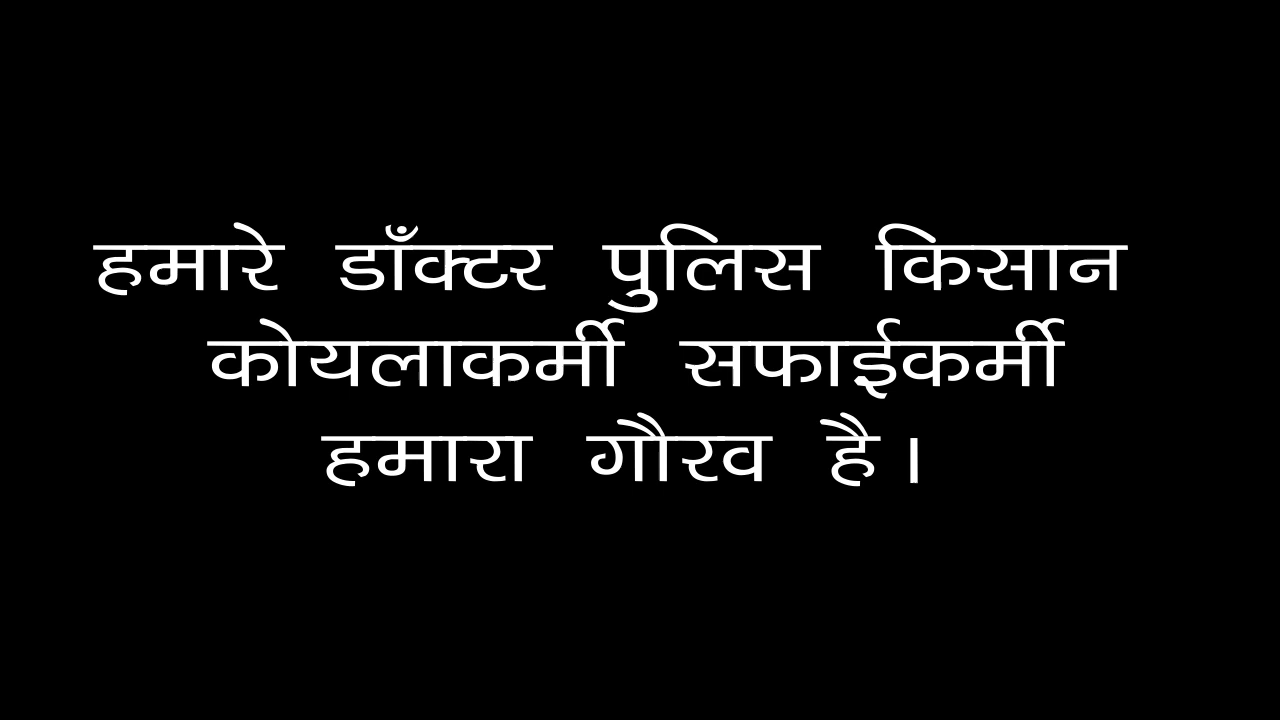 हमारे डाँक्टर पुलिस किसान
कोयलाकर्मी सफाईकर्मी
हमारा गौरव है।